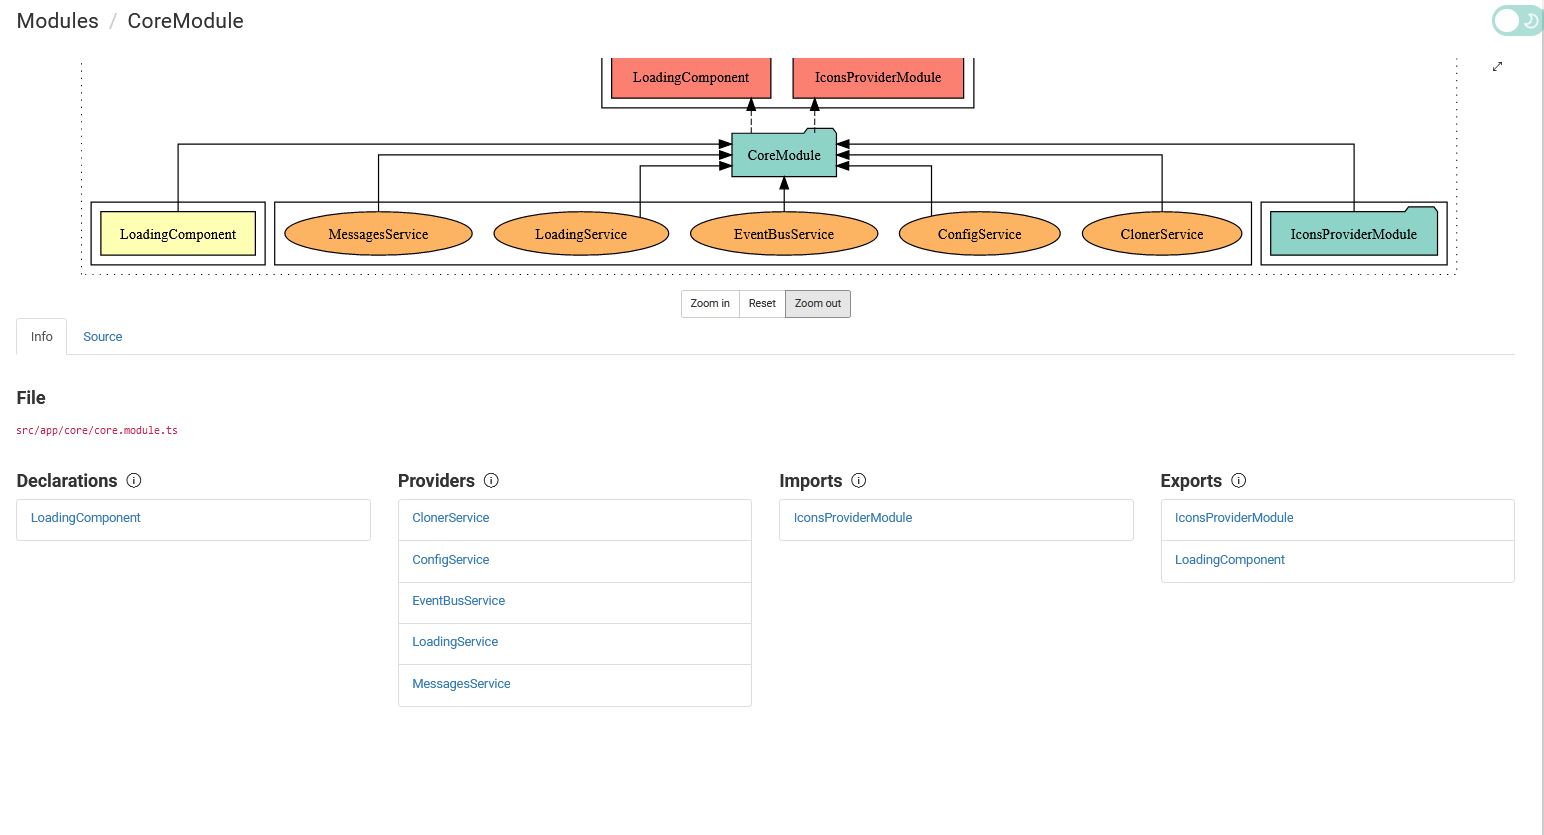 Modules / CoreModule
LoadingComponent IconsProviderModule
CoreModule
LoadingComponent MessagesService LoadingService EventBusService ConfigService ClonerService IconsProviderModule
Zoom in Reset Zoom out
Info Source
File
src/app/core/core.module.ts
Declarations
LoadingComponent
Providers
ClonerService
ConfigService
EventBusService
LoadingService
MessagesService
Imports
IconsProviderModule
Exports
IconsProviderModule
LoadingComponent